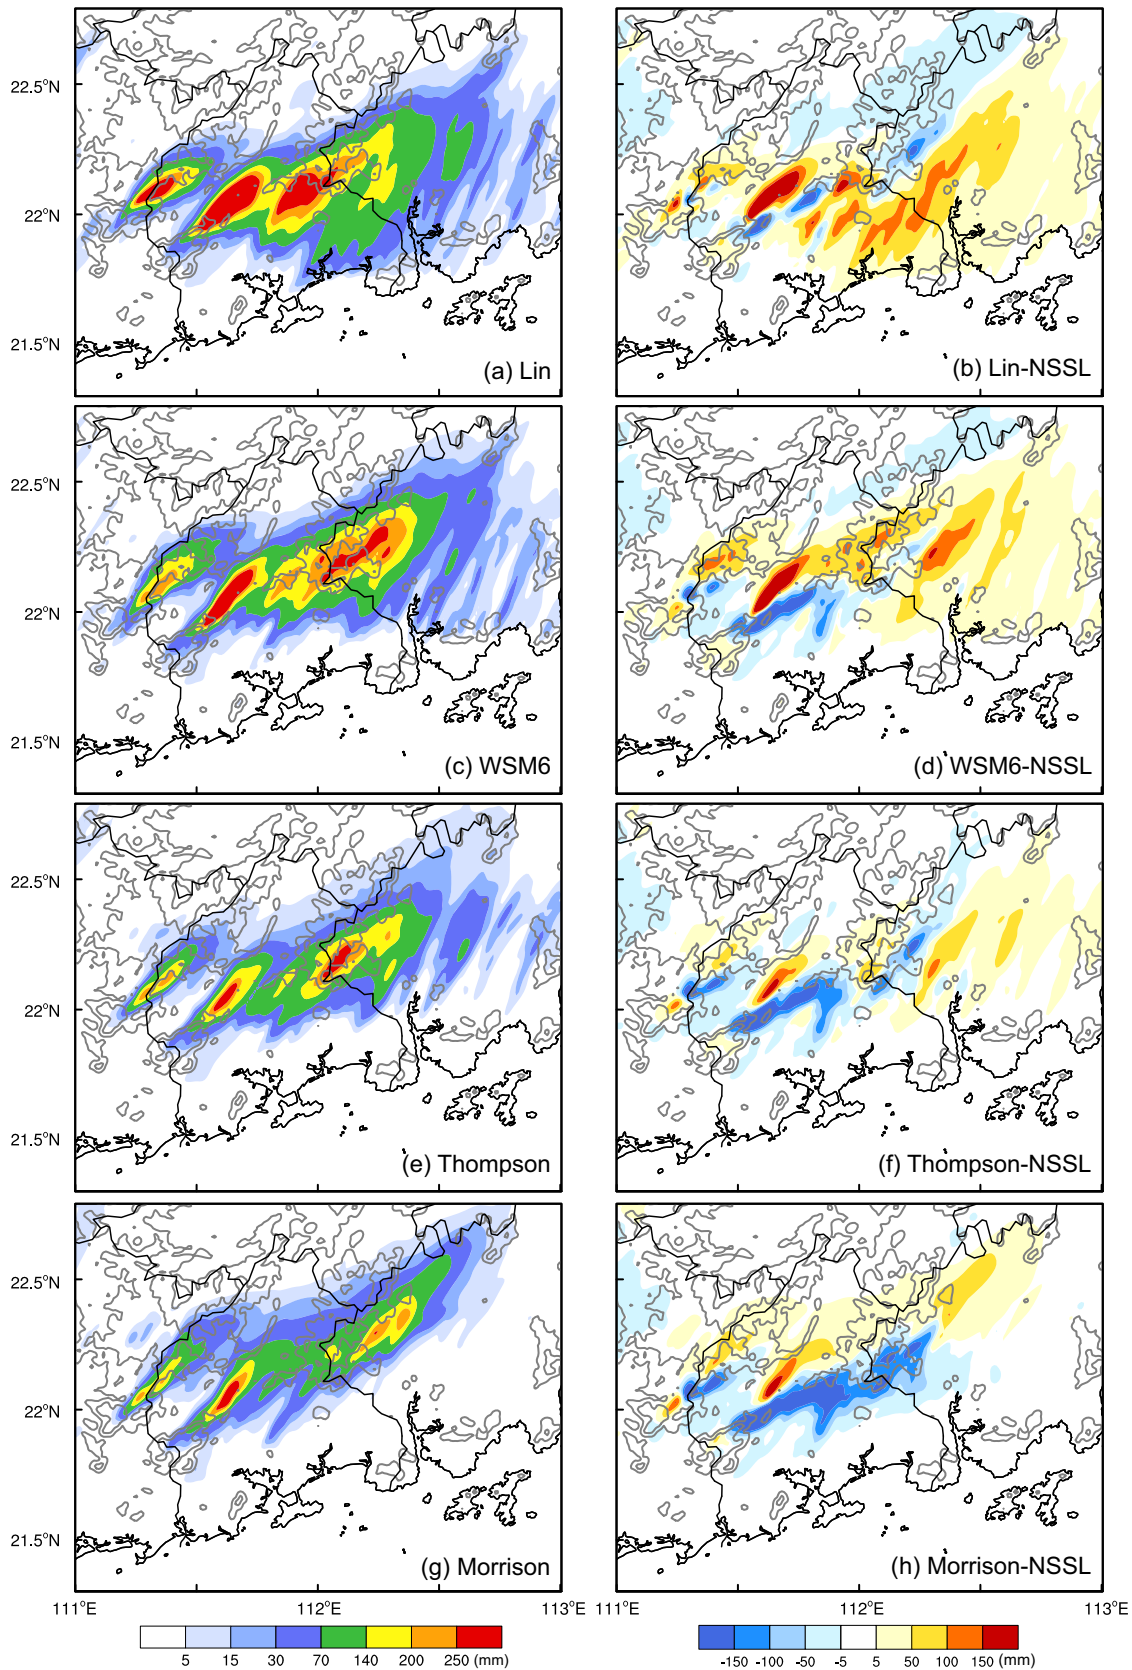 22.5°N
22°N
21.5°N
(a) Lin
(b) Lin-NSSL
22.5°N
22°N
21.5°N
(c) WSM6
(d) WSM6-NSSL
22.5°N
22°N
21.5°N
(e) Thompson
(f) Thompson-NSSL
22.5°N
22°N
21.5°N
(g) Morrison
(h) Morrison-NSSL
111°E 112°E 113°E 111°E 112°E 113°E
5 15 30 70 140 200 250 (mm)
-150 -100 -50 -5 5 50 100 150 (mm)